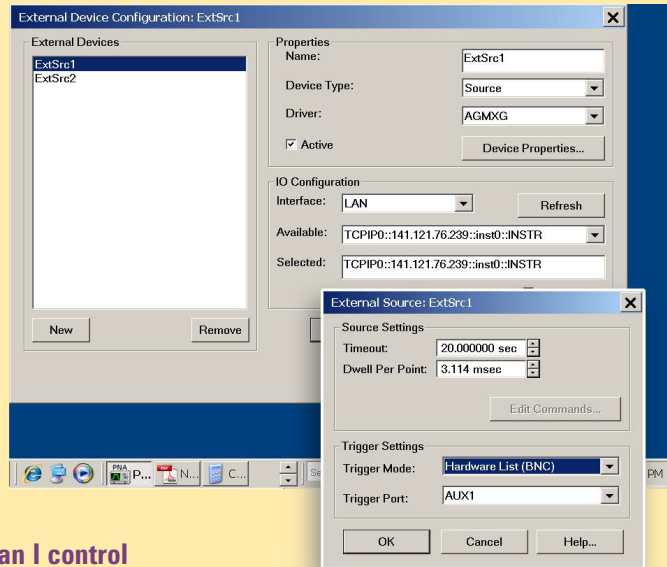 External Device Configuration: ExtSrc1
External Devices
ExtSrc1
ExtSrc2
New
Remove
Properties
Name:
ExtSrc1
Device Type:
Source
Driver:
AGMXG
Active
Device Properties...
IO Configuration
Interface:
LAN
Refresh
Available:
TCPIP0::141.121.76.239::inst0::INSTR
Selected:
TCPIP0::141.121.76.239::inst0::INSTR
External Source: ExtSrc1
Source Settings
Timeout:
20.000000 sec
Dwell Per Point:
3.114 msec
Edit Commands...
Trigger Settings
Trigger Mode:
Hardware List (BNC)
Trigger Port:
AUX1
OK
Cancel
Help...
PNA
P...
N...
C...
PM
an I control